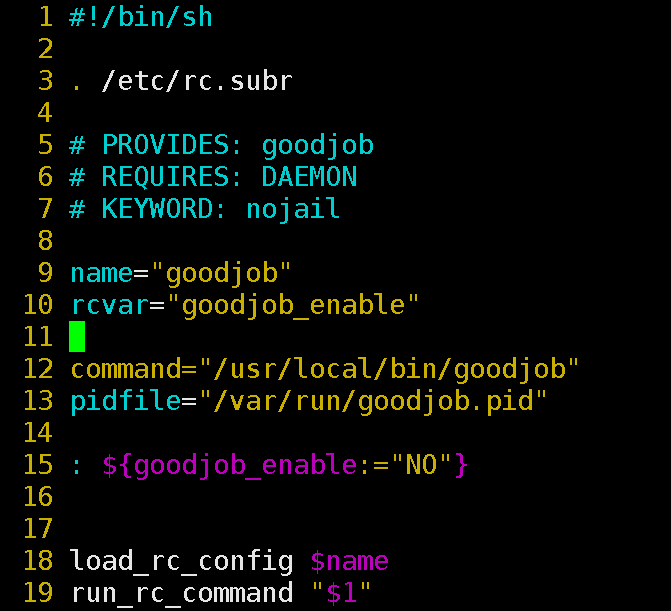 1 #!/bin/sh
2
3 . /etc/rc.subr
4
5 # PROVIDES: goodjob
6 # REQUIRES: DAEMON
7 # KEYWORD: nojail
8
9 name="goodjob"
10 rcvar="goodjob_enable"
11
12 command="/usr/local/bin/goodjob"
13 pidfile="/var/run/goodjob.pid"
14
15 : ${goodjob_enable:="NO"}
16
17
18 load_rc_config $name
19 run_rc_command "$1"